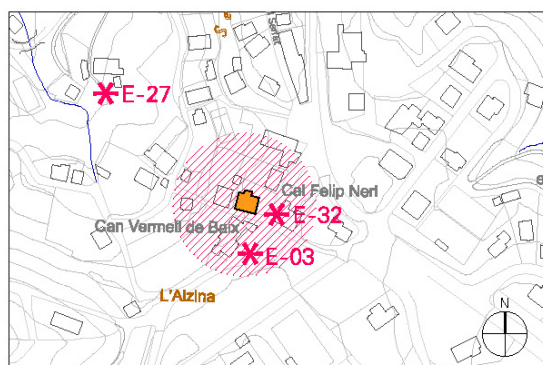 E-27
Cal Felip Neri
E-32
Can Vermell de Baix
E-03
L'Alzina
N